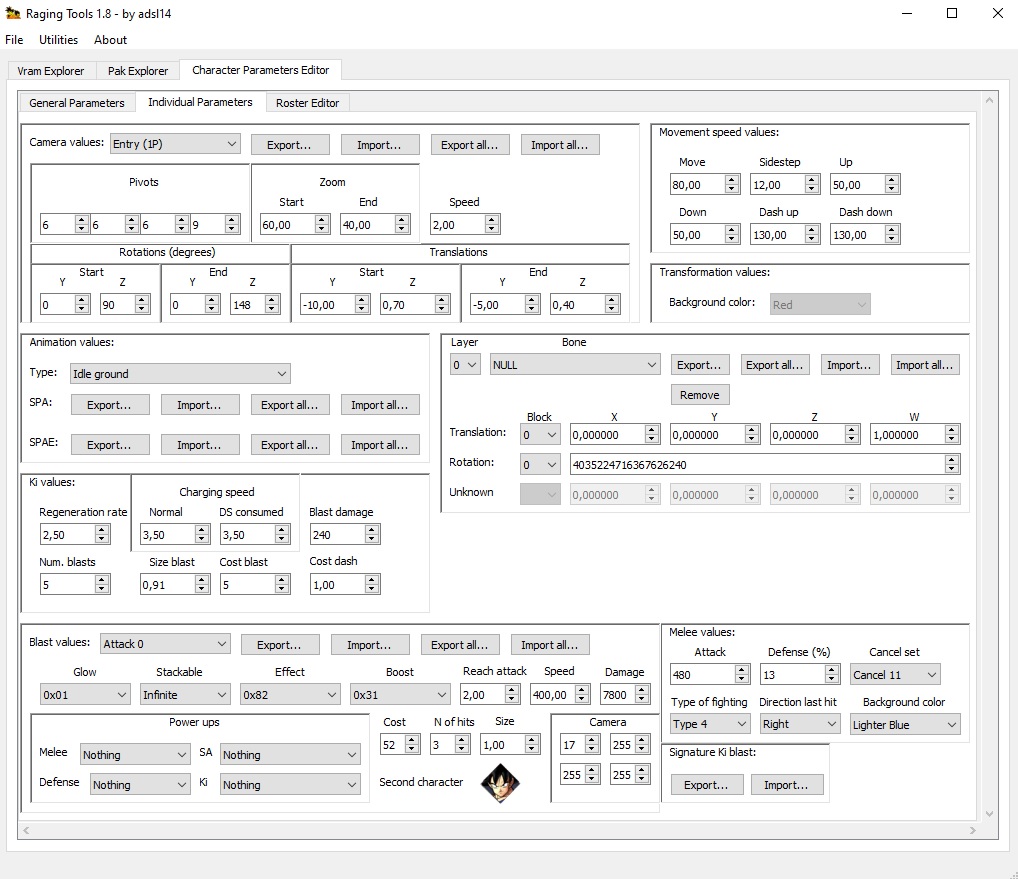 Raging Tools 1.8 - by adsl14
File Utilities About
Vram Explorer Pak Explorer Character Parameters Editor
General Parameters Individual Parameters Roster Editor
Camera values: Entry (1P) Export... Import... Export all... Import all...
Pivots
6 6 6 9
Zoom
Start End
60,00 40,00
Speed
2,00
Rotations (degrees)
Start End
Y Z Y Z
0 90 0 148
Translations
Start End
Y Z Y Z
-10,00 0,70 -5,00 0,40
Movement speed values:
Move Sidestep Up
80,00 12,00 50,00
Down Dash up Dash down
50,00 130,00 130,00
Transformation values:
Background color: Red
Animation values:
Type: Idle ground
SPA: Export... Import... Export all... Import all...
SPAE: Export... Import... Export all... Import all...
Layer Bone
0 NULL Export... Export all... Import... Import all...
Remove
Block X Y Z W
Translation: 0 0,000000 0,000000 0,000000 1,000000
Rotation: 0 4035224716367626240
Unknown 0,000000 0,000000 0,000000 0,000000
Ki values:
Charging speed
Regeneration rate Normal DS consumed Blast damage
2,50 3,50 3,50 240
Num. blasts Size blast Cost blast Cost dash
5 0,91 5 1,00
Blast values: Attack 0 Export... Import... Export all... Import all...
Glow Stackable Effect Boost Reach attack Speed Damage
0x01 Infinite 0x82 0x31 2,00 400,00 7800
Power ups
Melee Nothing SA Nothing
Defense Nothing Ki Nothing
Cost N of hits Size
52 3 1,00
Second character
Camera
17 255
255 255
Melee values:
Attack Defense (%) Cancel set
480 13 Cancel 11
Type of fighting Direction last hit Background color
Type 4 Right Lighter Blue
Signature Ki blast:
Export... Import...